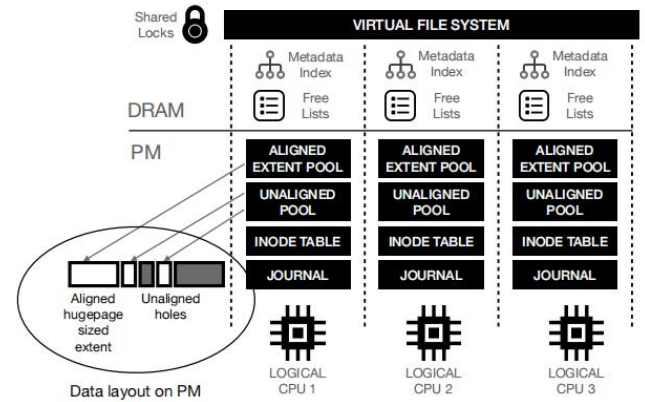 Shared
Locks
VIRTUAL FILE SYSTEM
Metadata
Index
Metadata
Index
Metadata
Index
Free
Lists
Free
Lists
Free
Lists
DRAM
PM
ALIGNED
EXTENT POOL
ALIGNED
EXTENT POOL
ALIGNED
EXTENT POOL
UNALIGNED
POOL
UNALIGNED
POOL
UNALIGNED
POOL
INODE TABLE
INODE TABLE
INODE TABLE
JOURNAL
JOURNAL
JOURNAL
Aligned
hugepage
sized
extent
Unaligned
holes
Data layout on PM
LOGICAL
CPU 1
LOGICAL
CPU 2
LOGICAL
CPU 3